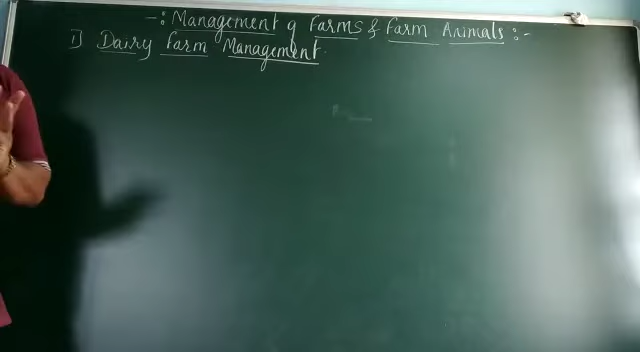 -: Management of Farms & Farm Animals :-
1] Dairy Farm Management.